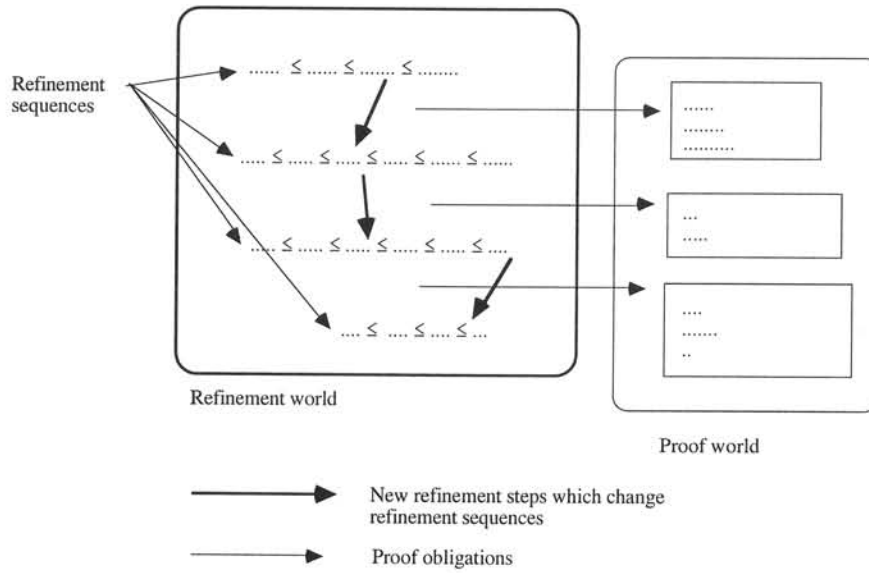 ...... ≤ ...... ≤ ....... ≤ ........
Refinement
sequences
......
........
..........
..... ≤ ..... ≤ ..... ≤ ..... ≤ ..... ≤ ......
...
.....
..... ≤ ..... ≤ ..... ≤ ..... ≤ ..... ≤ ....
....
.......
..
.... ≤ .... ≤ .... ≤ ...
Refinement world
Proof world
New refinement steps which change
refinement sequences
Proof obligations